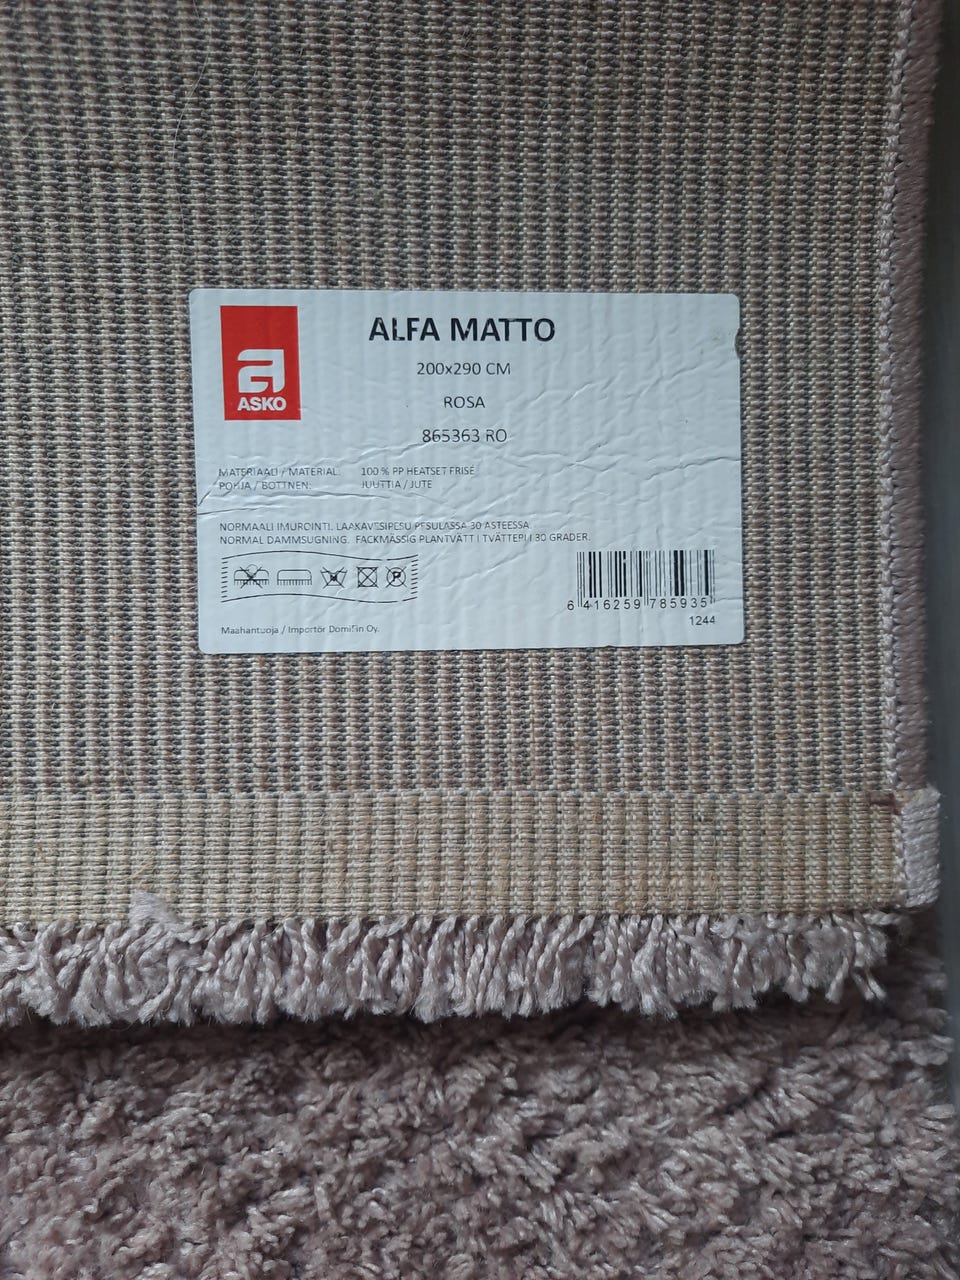 a
ASKO
ALFA MATTO
200x290 CM
ROSA
865363 RO
MATERIAALI / MATERIAL: 100 % PP HEATSET FRISE
POHJA / BOTTNEN: JUUTTIA / JUTE
NORMAALI IMUROINTI. LAAKAVESIPESU PESULASSA 30 ASTEESSA.
NORMAL DAMMSUGNING. FACKMÄSSIG PLANTVÄTT I TVÄTTERI I 30 GRADER.
P
6 416259 785935
1244
Maahantuoja / Importör DomiFin Oy.